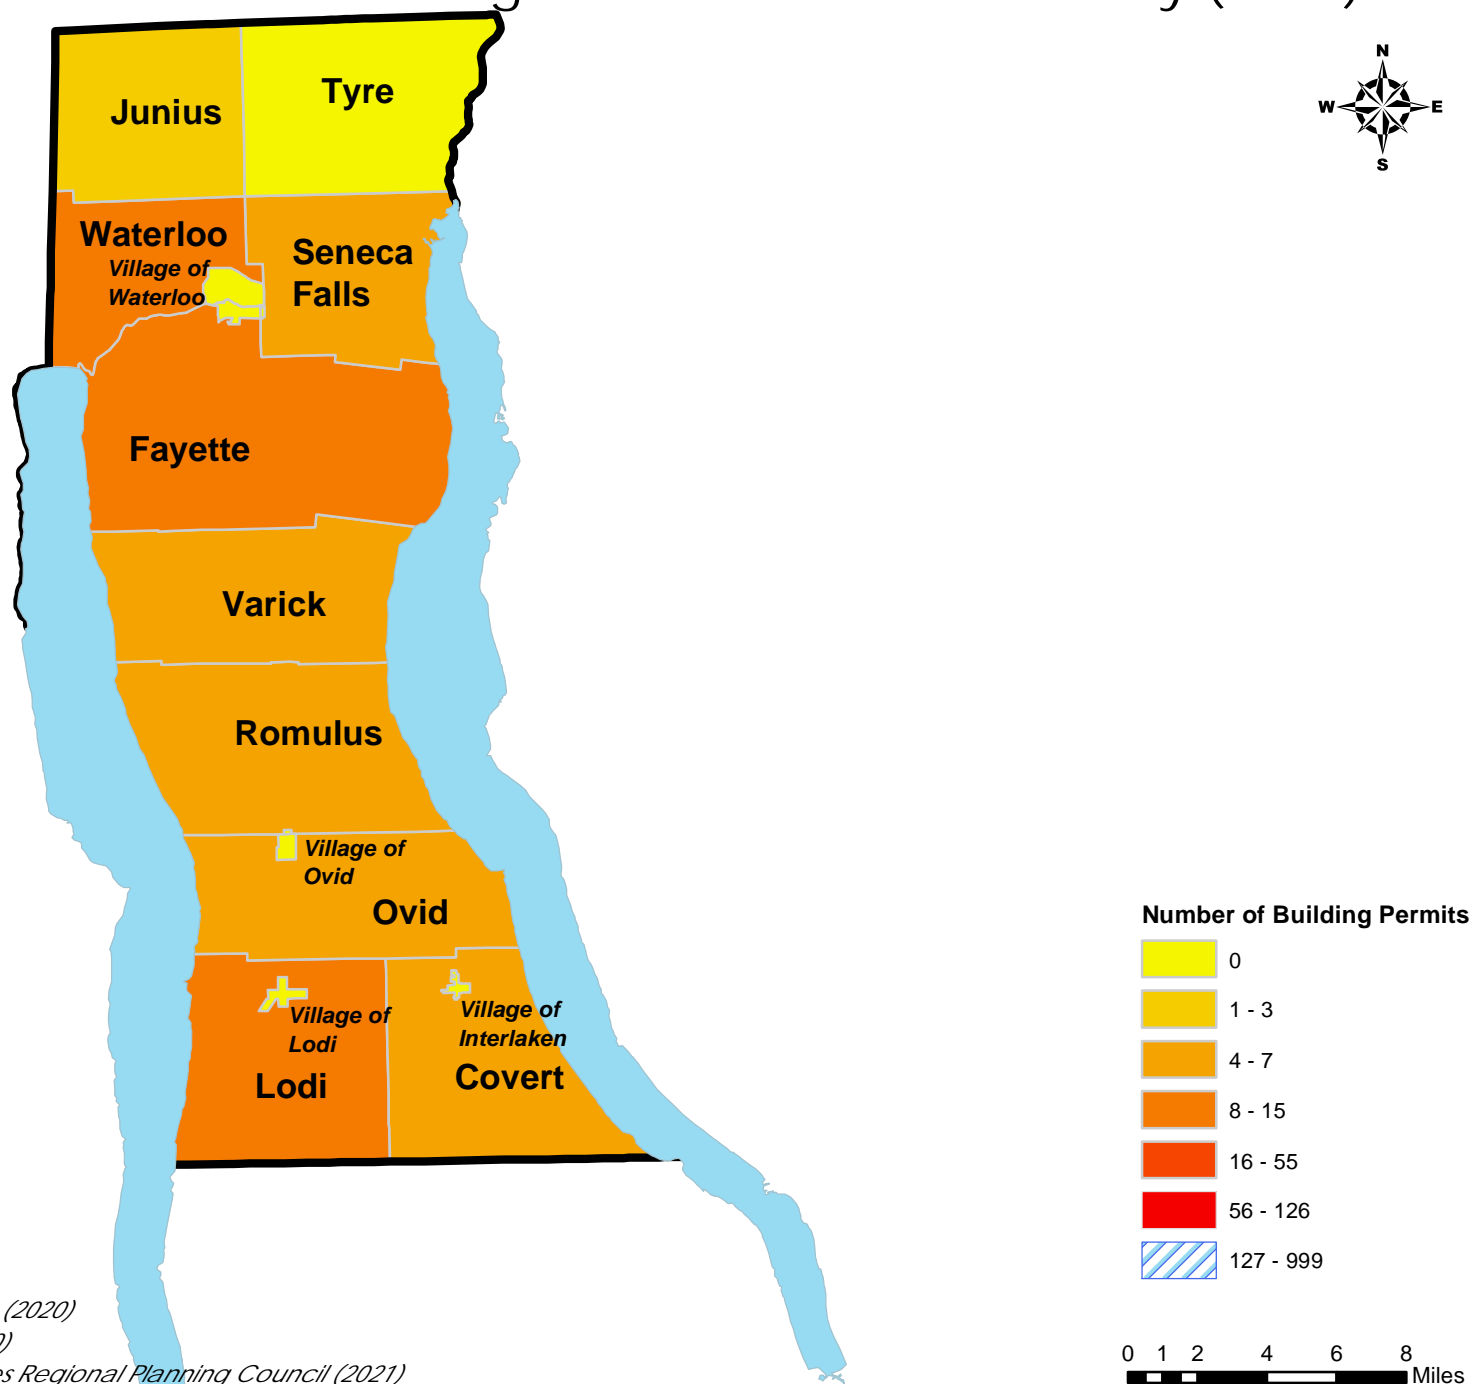 N
W E
S
Junius
Tyre
Waterloo
Village of
Waterloo
Seneca
Falls
Fayette
Varick
Romulus
Village of
Ovid
Ovid
Village of
Lodi
Lodi
Village of
Interlaken
Covert
Number of Building Permits
0
1 - 3
4 - 7
8 - 15
16 - 55
56 - 126
127 - 999
(2020)
Regional Planning Council (2021)
0 1 2 4 6 8
Miles